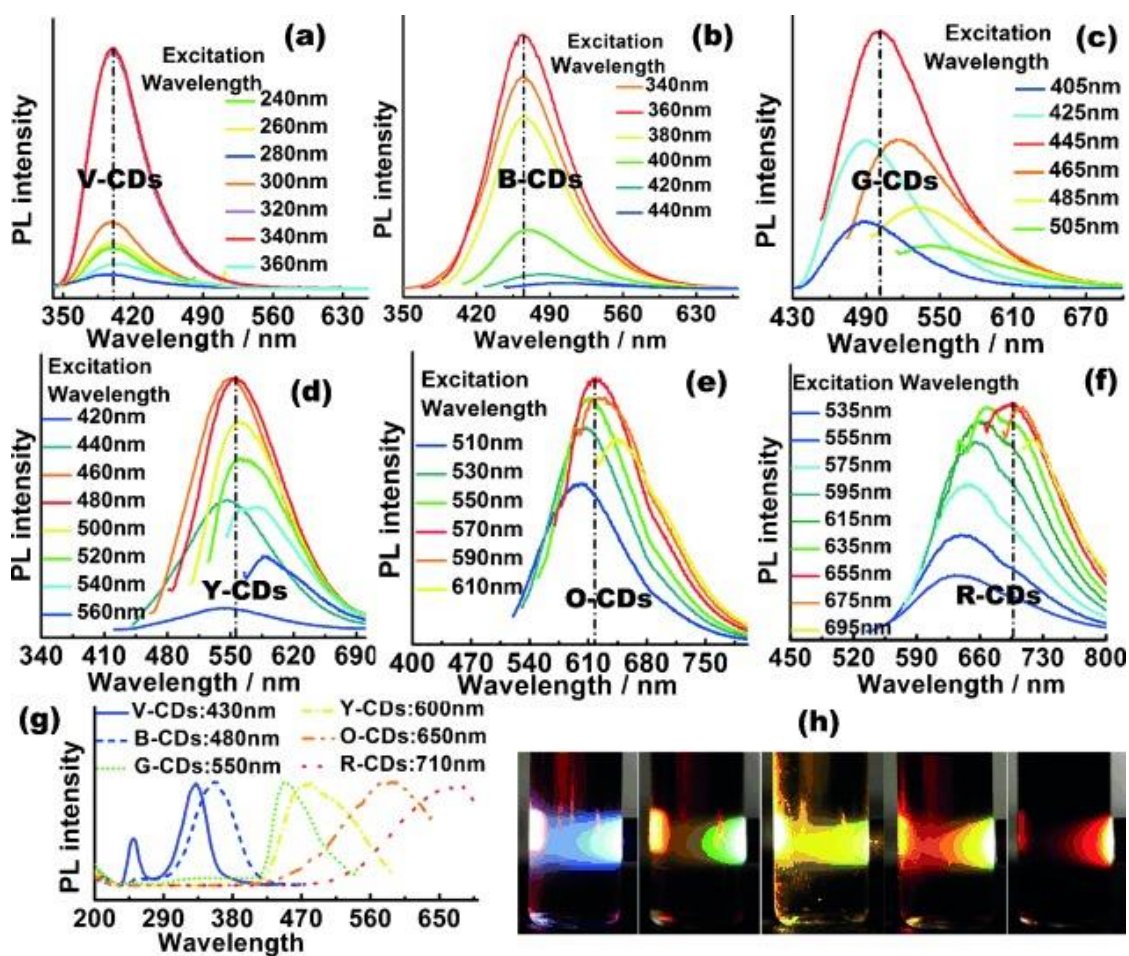 (a)
Excitation
Wavelength
240nm
260nm
280nm
300nm
320nm
340nm
360nm
V-CDs
PL intensity
350 420 490 560 630
Wavelength / nm
(b)
Excitation
Wavelength
340nm
360nm
380nm
400nm
420nm
440nm
B-CDs
PL intensity
350 420 490 560 630
Wavelength / nm
(c)
Excitation
Wavelength
405nm
425nm
445nm
465nm
485nm
505nm
G-CDs
PL intensity
430 490 550 610 670
Wavelength / nm
(d)
Excitation
Wavelength
420nm
440nm
460nm
480nm
500nm
520nm
540nm
560nm
Y-CDs
PL intensity
340 410 480 550 620 690
Wavelength / nm
(e)
Excitation
Wavelength
510nm
530nm
550nm
570nm
590nm
610nm
O-CDs
PL intensity
400 470 540 610 680 750
Wavelength / nm
(f)
Excitation Wavelength
535nm
555nm
575nm
595nm
615nm
635nm
655nm
675nm
695nm
R-CDs
PL intensity
450 520 590 660 730 800
Wavelength / nm
(g)
V-CDs:430nm
B-CDs:480nm
G-CDs:550nm
Y-CDs:600nm
O-CDs:650nm
R-CDs:710nm
PL intensity
200 290 380 470 560 650
Wavelength
(h)